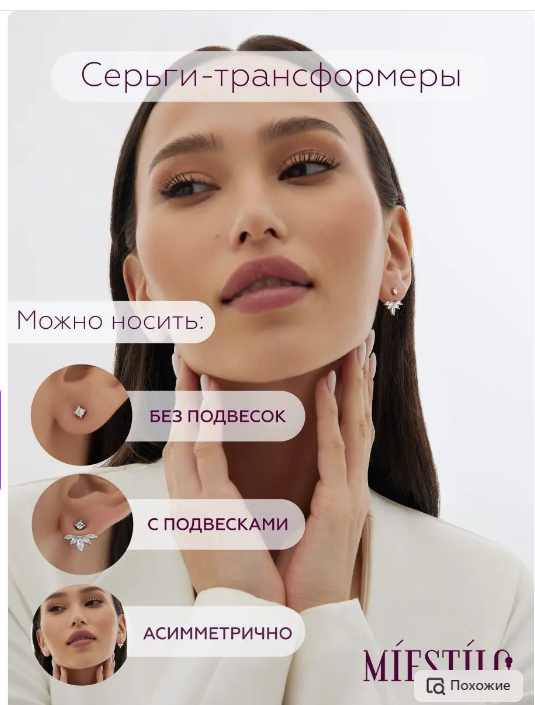 Серьги-трансформеры
Можно носить:
БЕЗ ПОДВЕСОК
С ПОДВЕСКАМИ
АСИММЕТРИЧНО
MÍESTÍLO
Похожие